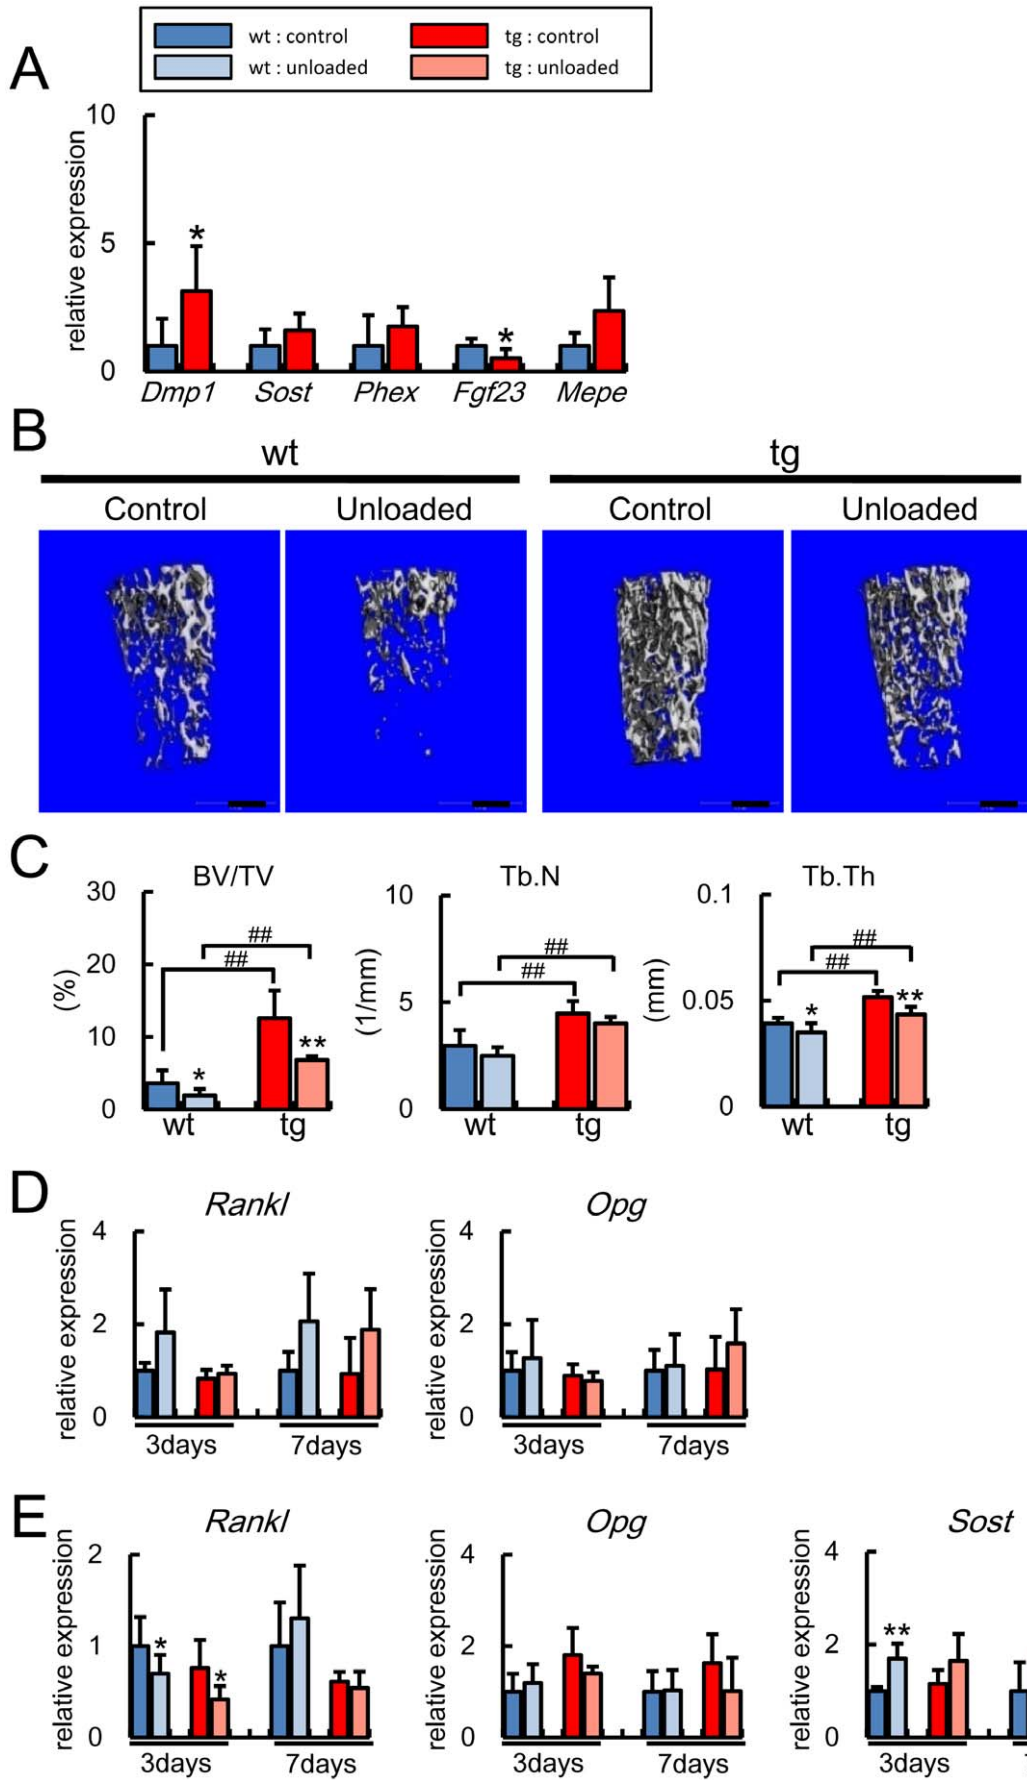 wt : control
tg : control
wt : unloaded
tg : unloaded
A
relative expression
10
5
0
*
*
Dmp1 Sost Phex Fgf23 Mepe
B
wt tg
Control Unloaded Control Unloaded
C
BV/TV
(%)
30
20
10
0
##
##
*
**
wt tg
Tb.N
(1/mm)
10
5
0
##
##
wt tg
Tb.Th
(mm)
0.1
0.05
0
##
##
*
**
wt tg
D
Rankl
relative expression
4
2
0
3days 7days
Opg
relative expression
4
2
0
3days 7days
E
Rankl
relative expression
2
1
0
*
*
3days 7days
Opg
relative expression
4
2
0
3days 7days
Sost
relative expression
4
2
0
**
3days